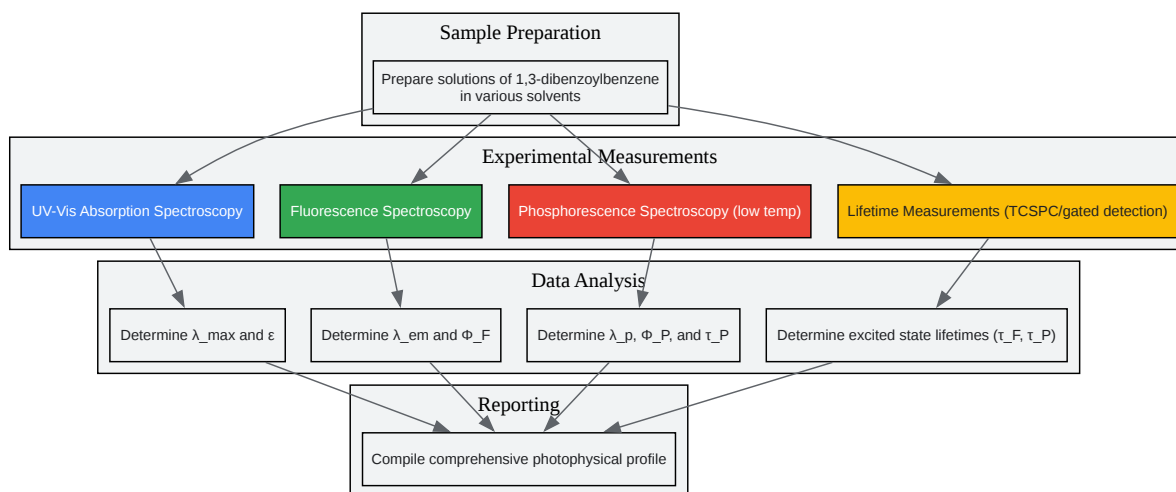 Sample Preparation
Prepare solutions of 1,3-dibenzoylbenzene
in various solvents
Experimental Measurements
UV-Vis Absorption Spectroscopy
Fluorescence Spectroscopy
Phosphorescence Spectroscopy (low temp)
Lifetime Measurements (TCSPC/gated detection)
Data Analysis
Determine λ_max and ε
Determine λ_em and Φ_F
Determine λ_p, Φ_P, and τ_P
Determine excited state lifetimes (τ_F, τ_P)
Reporting
Compile comprehensive photophysical profile